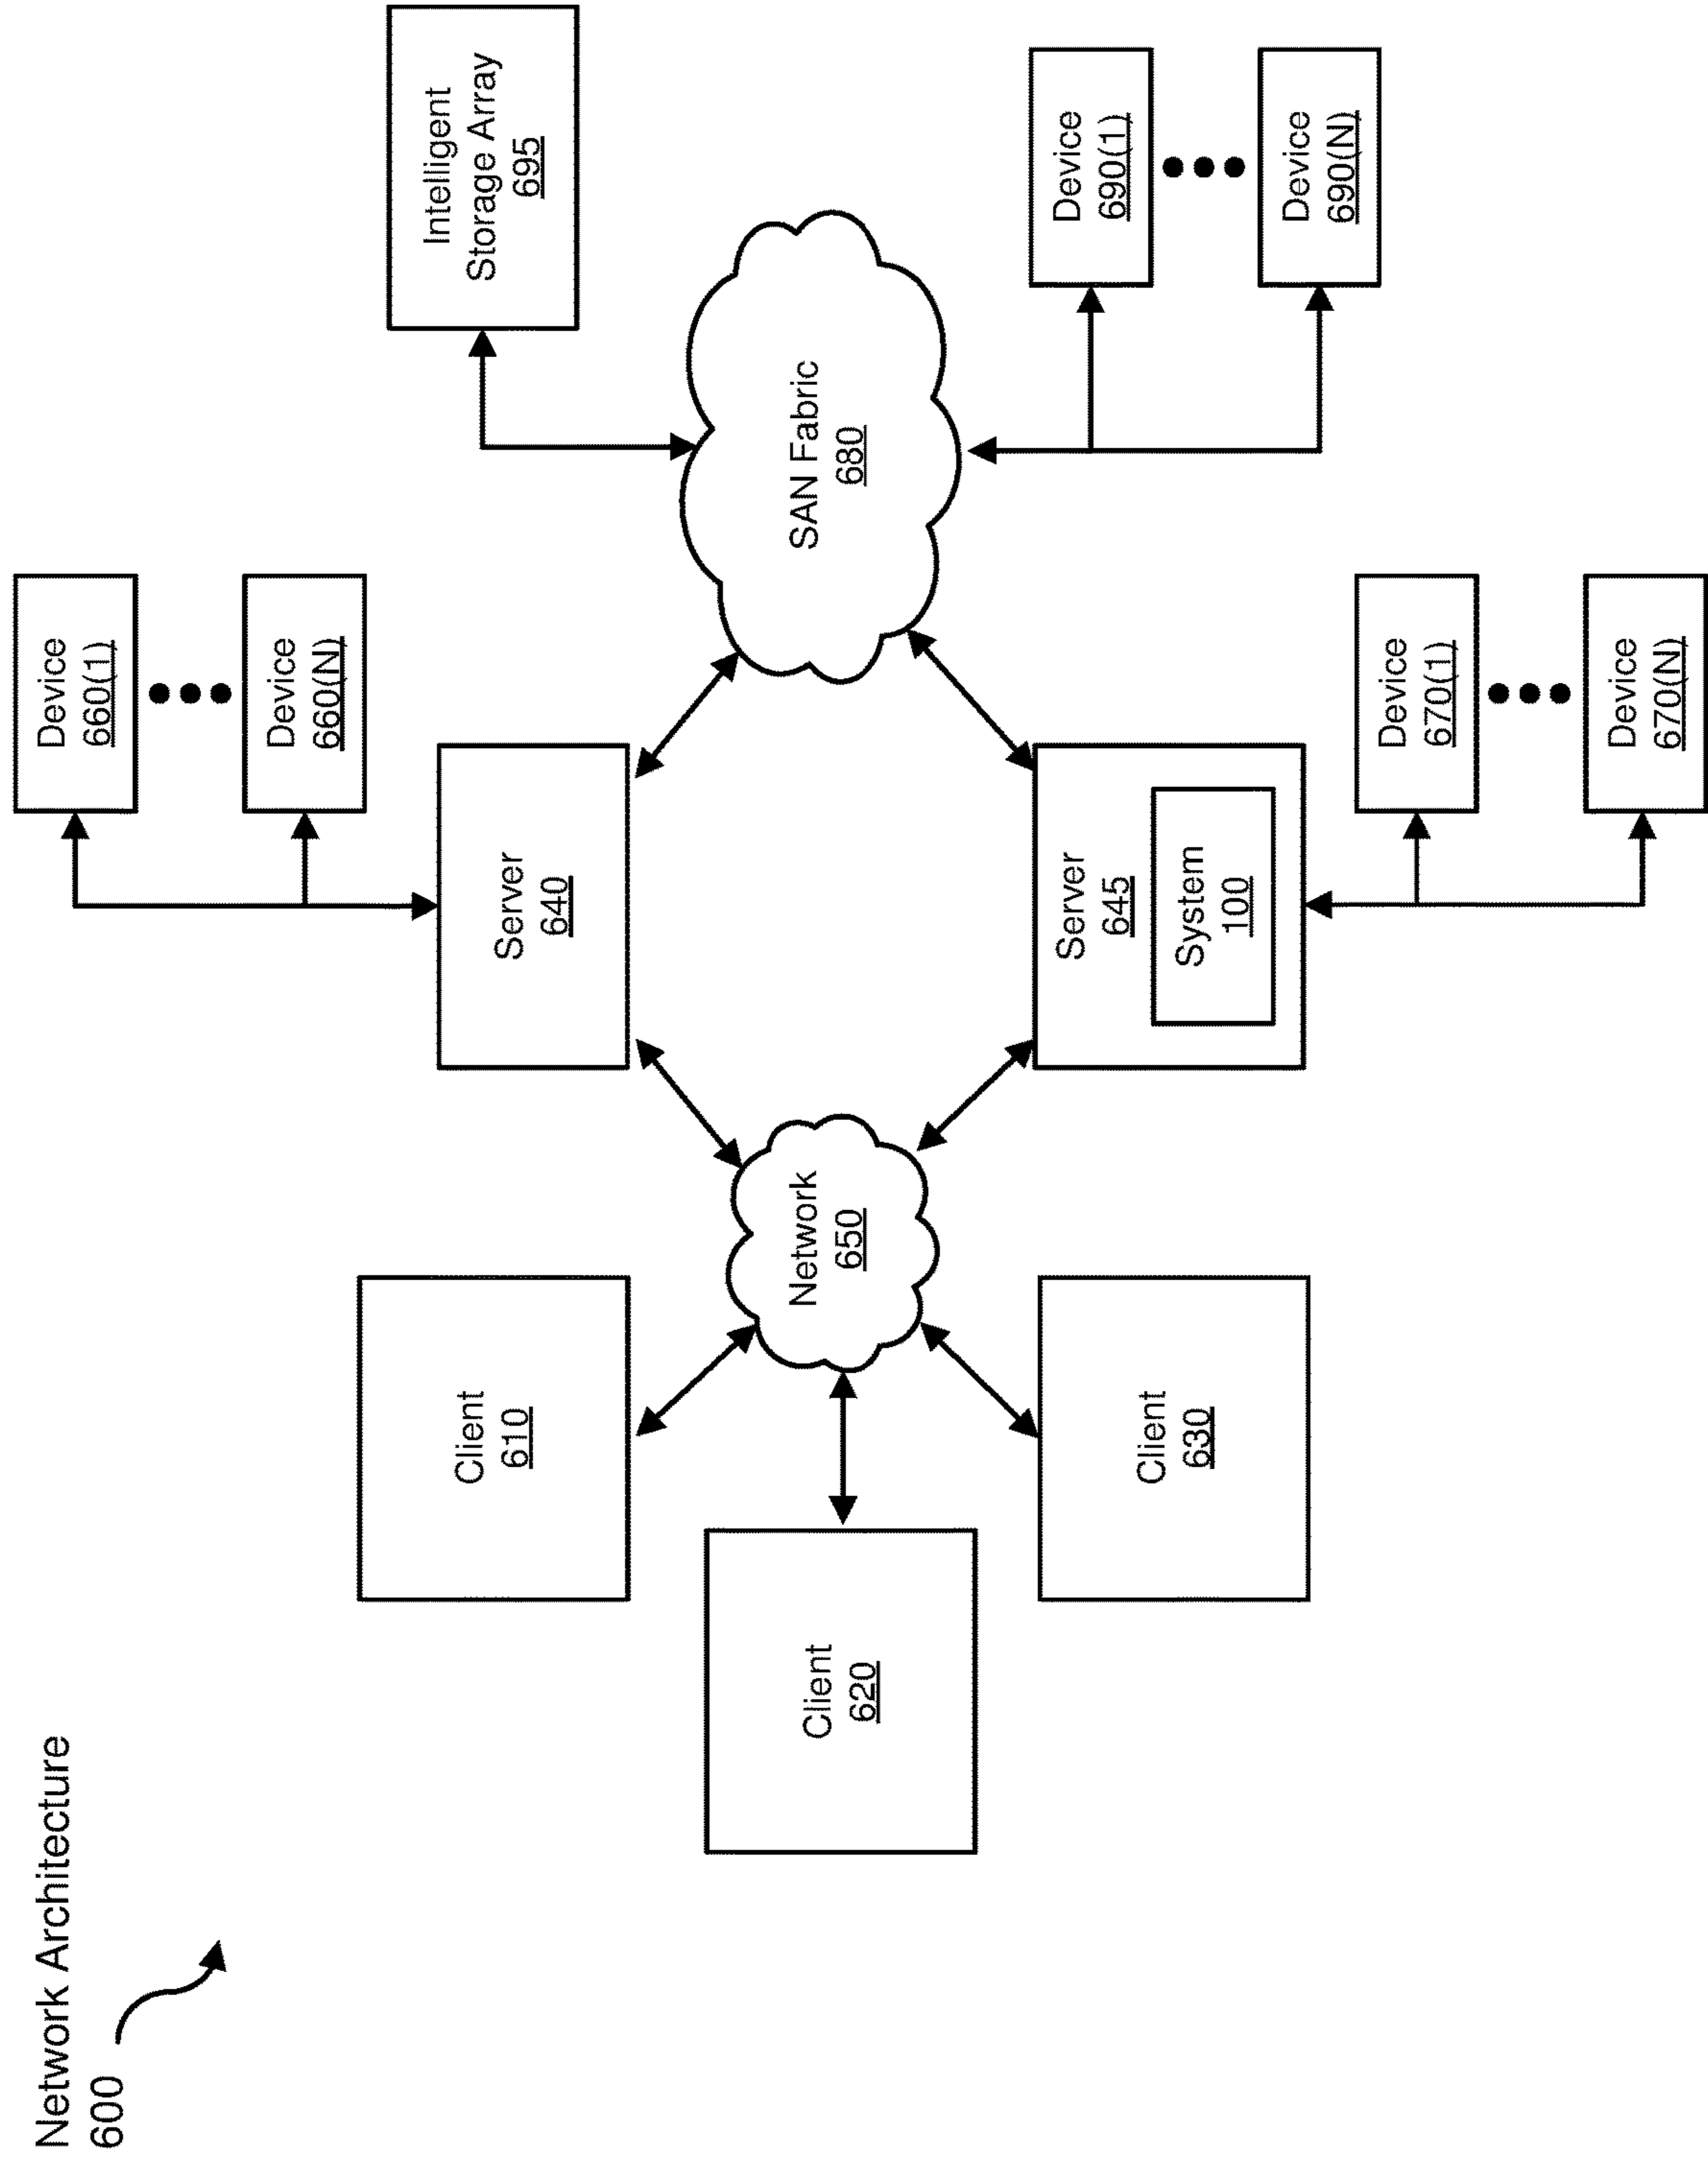 Network Architecture
600
Device
660(1)
Device
660(N)
Intelligent
Storage Array
695
Client
610
Server
640
Client
620
Network
650
SAN Fabric
680
Client
630
Server
645
System
100
Device
690(1)
Device
690(N)
Device
670(1)
Device
670(N)